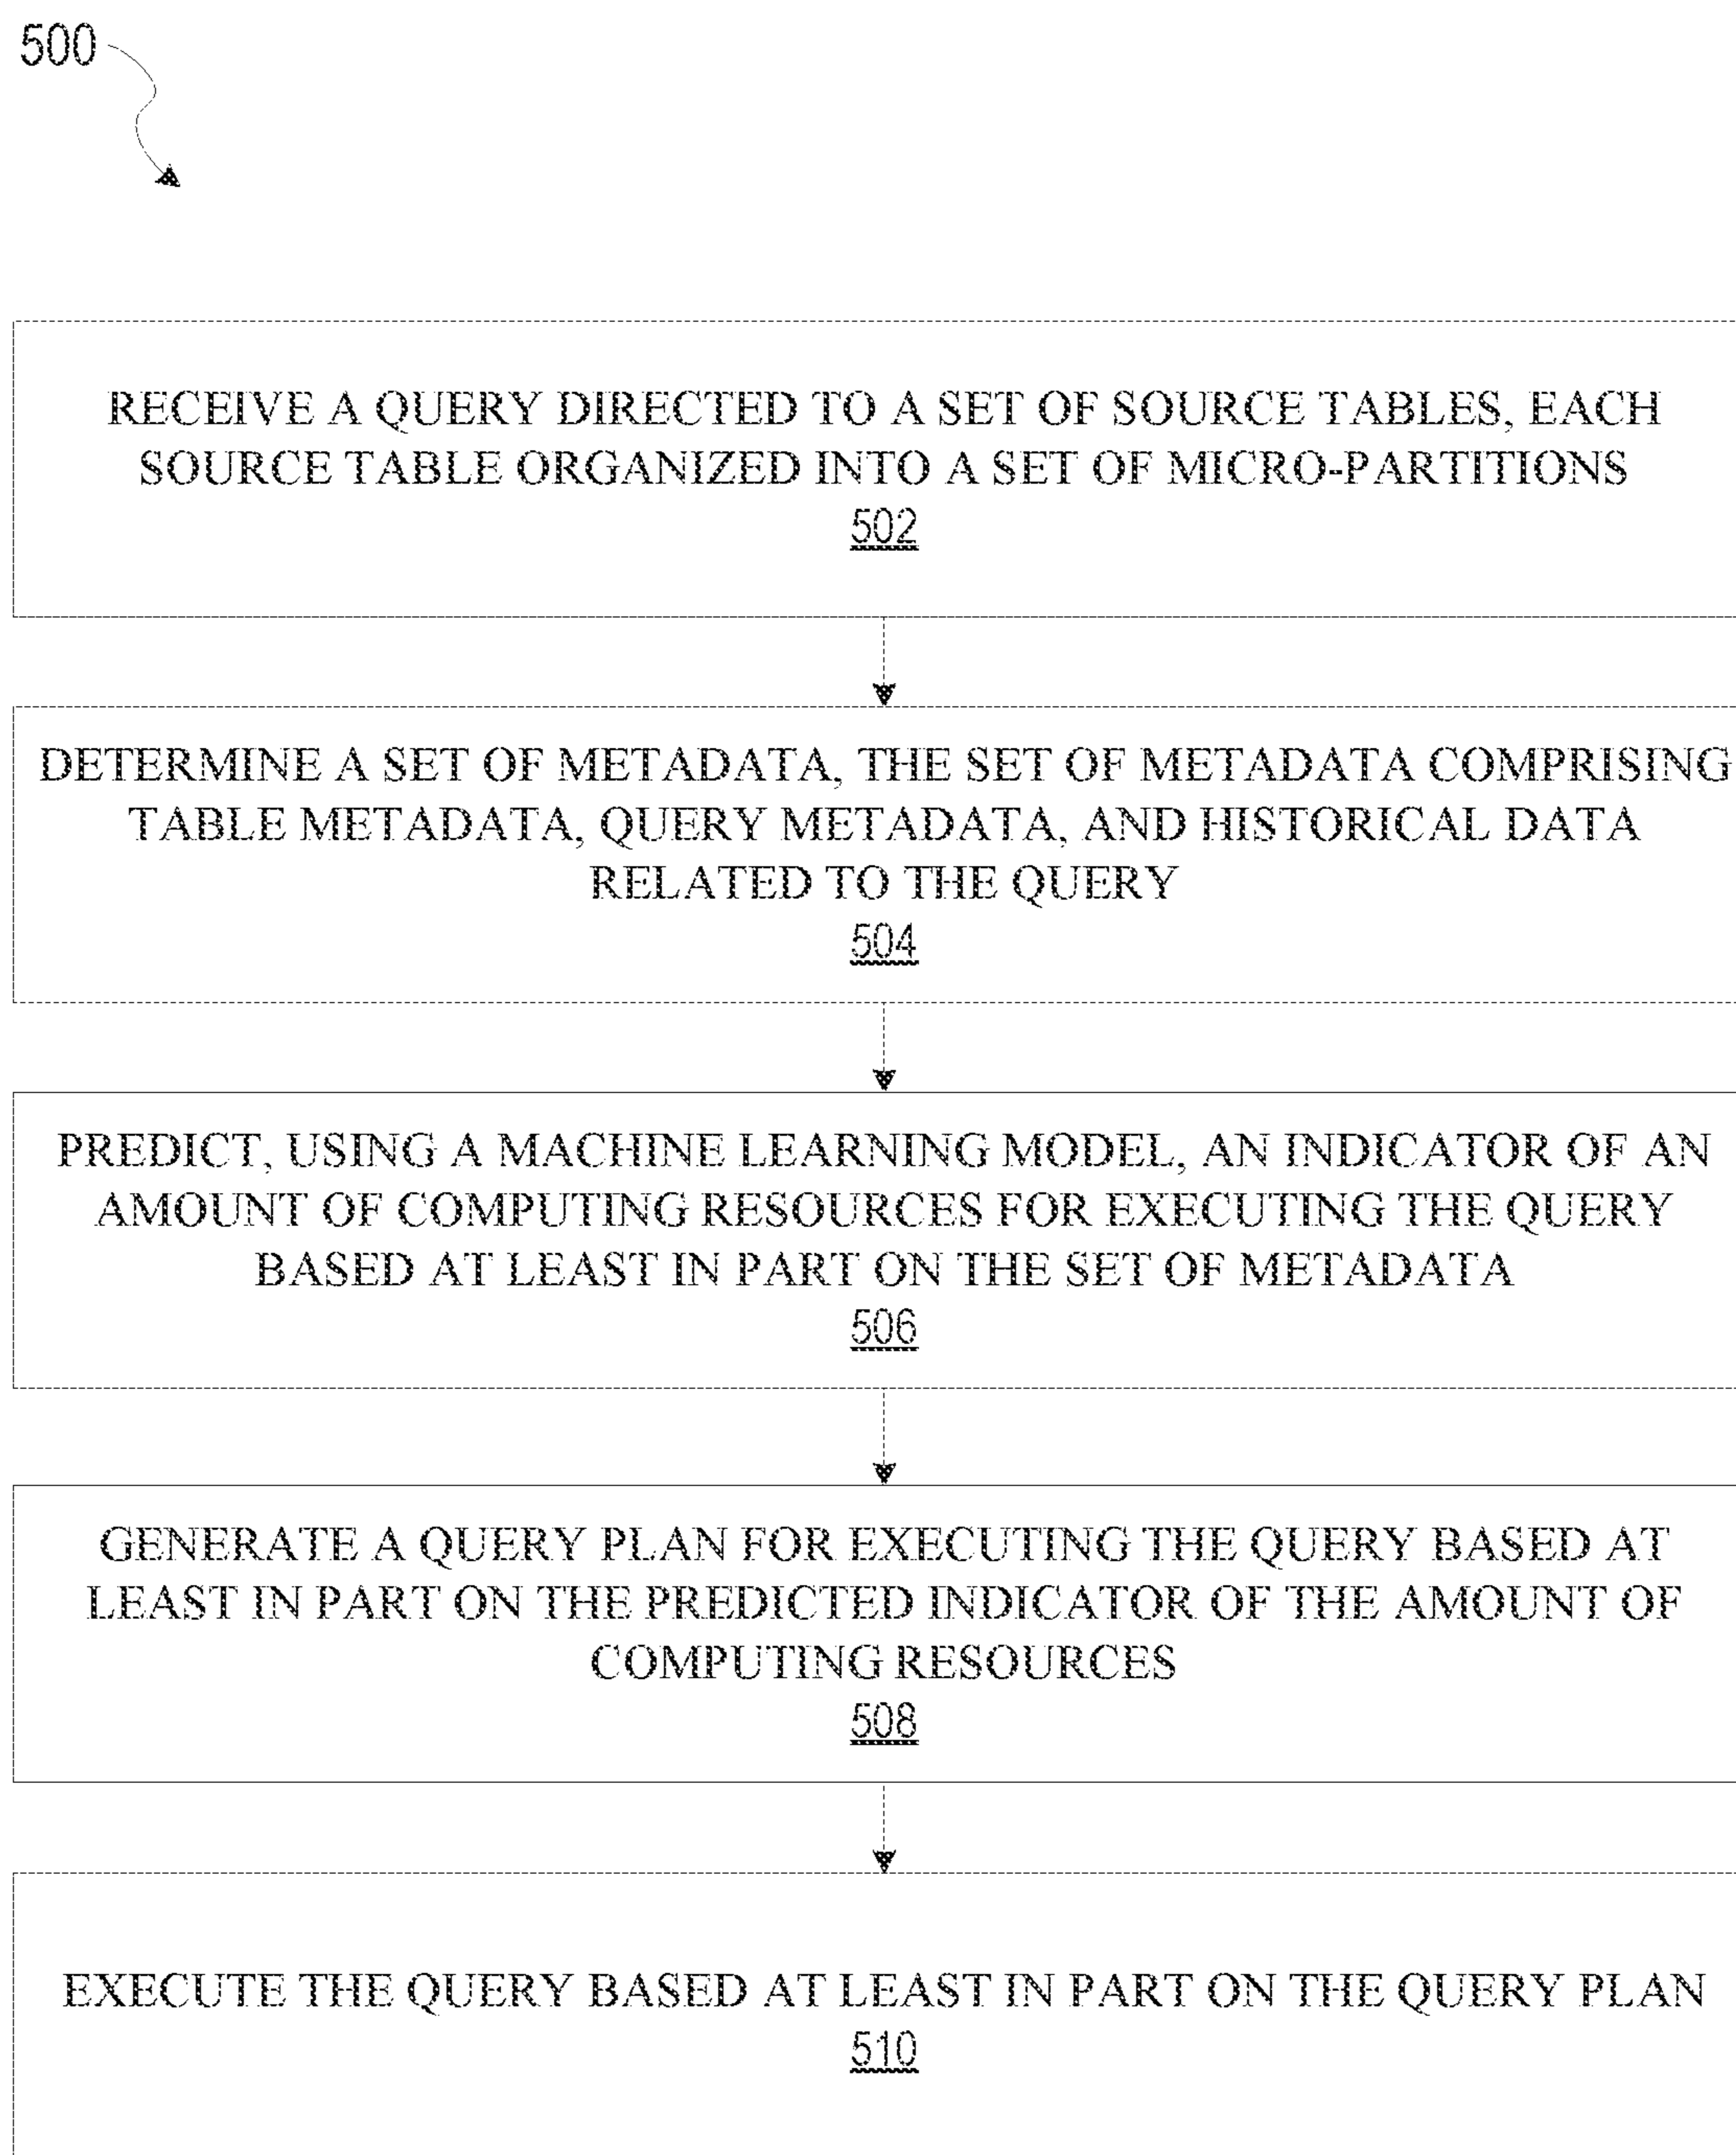 500
RECEIVE A QUERY DIRECTED TO A SET OF SOURCE TABLES, EACH
SOURCE TABLE ORGANIZED INTO A SET OF MICRO-PARTITIONS
502
DETERMINE A SET OF METADATA, THE SET OF METADATA COMPRISING
TABLE METADATA, QUERY METADATA, AND HISTORICAL DATA
RELATED TO THE QUERY
504
PREDICT, USING A MACHINE LEARNING MODEL, AN INDICATOR OF AN
AMOUNT OF COMPUTING RESOURCES FOR EXECUTING THE QUERY
BASED AT LEAST IN PART ON THE SET OF METADATA
506
GENERATE A QUERY PLAN FOR EXECUTING THE QUERY BASED AT
LEAST IN PART ON THE PREDICTED INDICATOR OF THE AMOUNT OF
COMPUTING RESOURCES
508
EXECUTE THE QUERY BASED AT LEAST IN PART ON THE QUERY PLAN
510